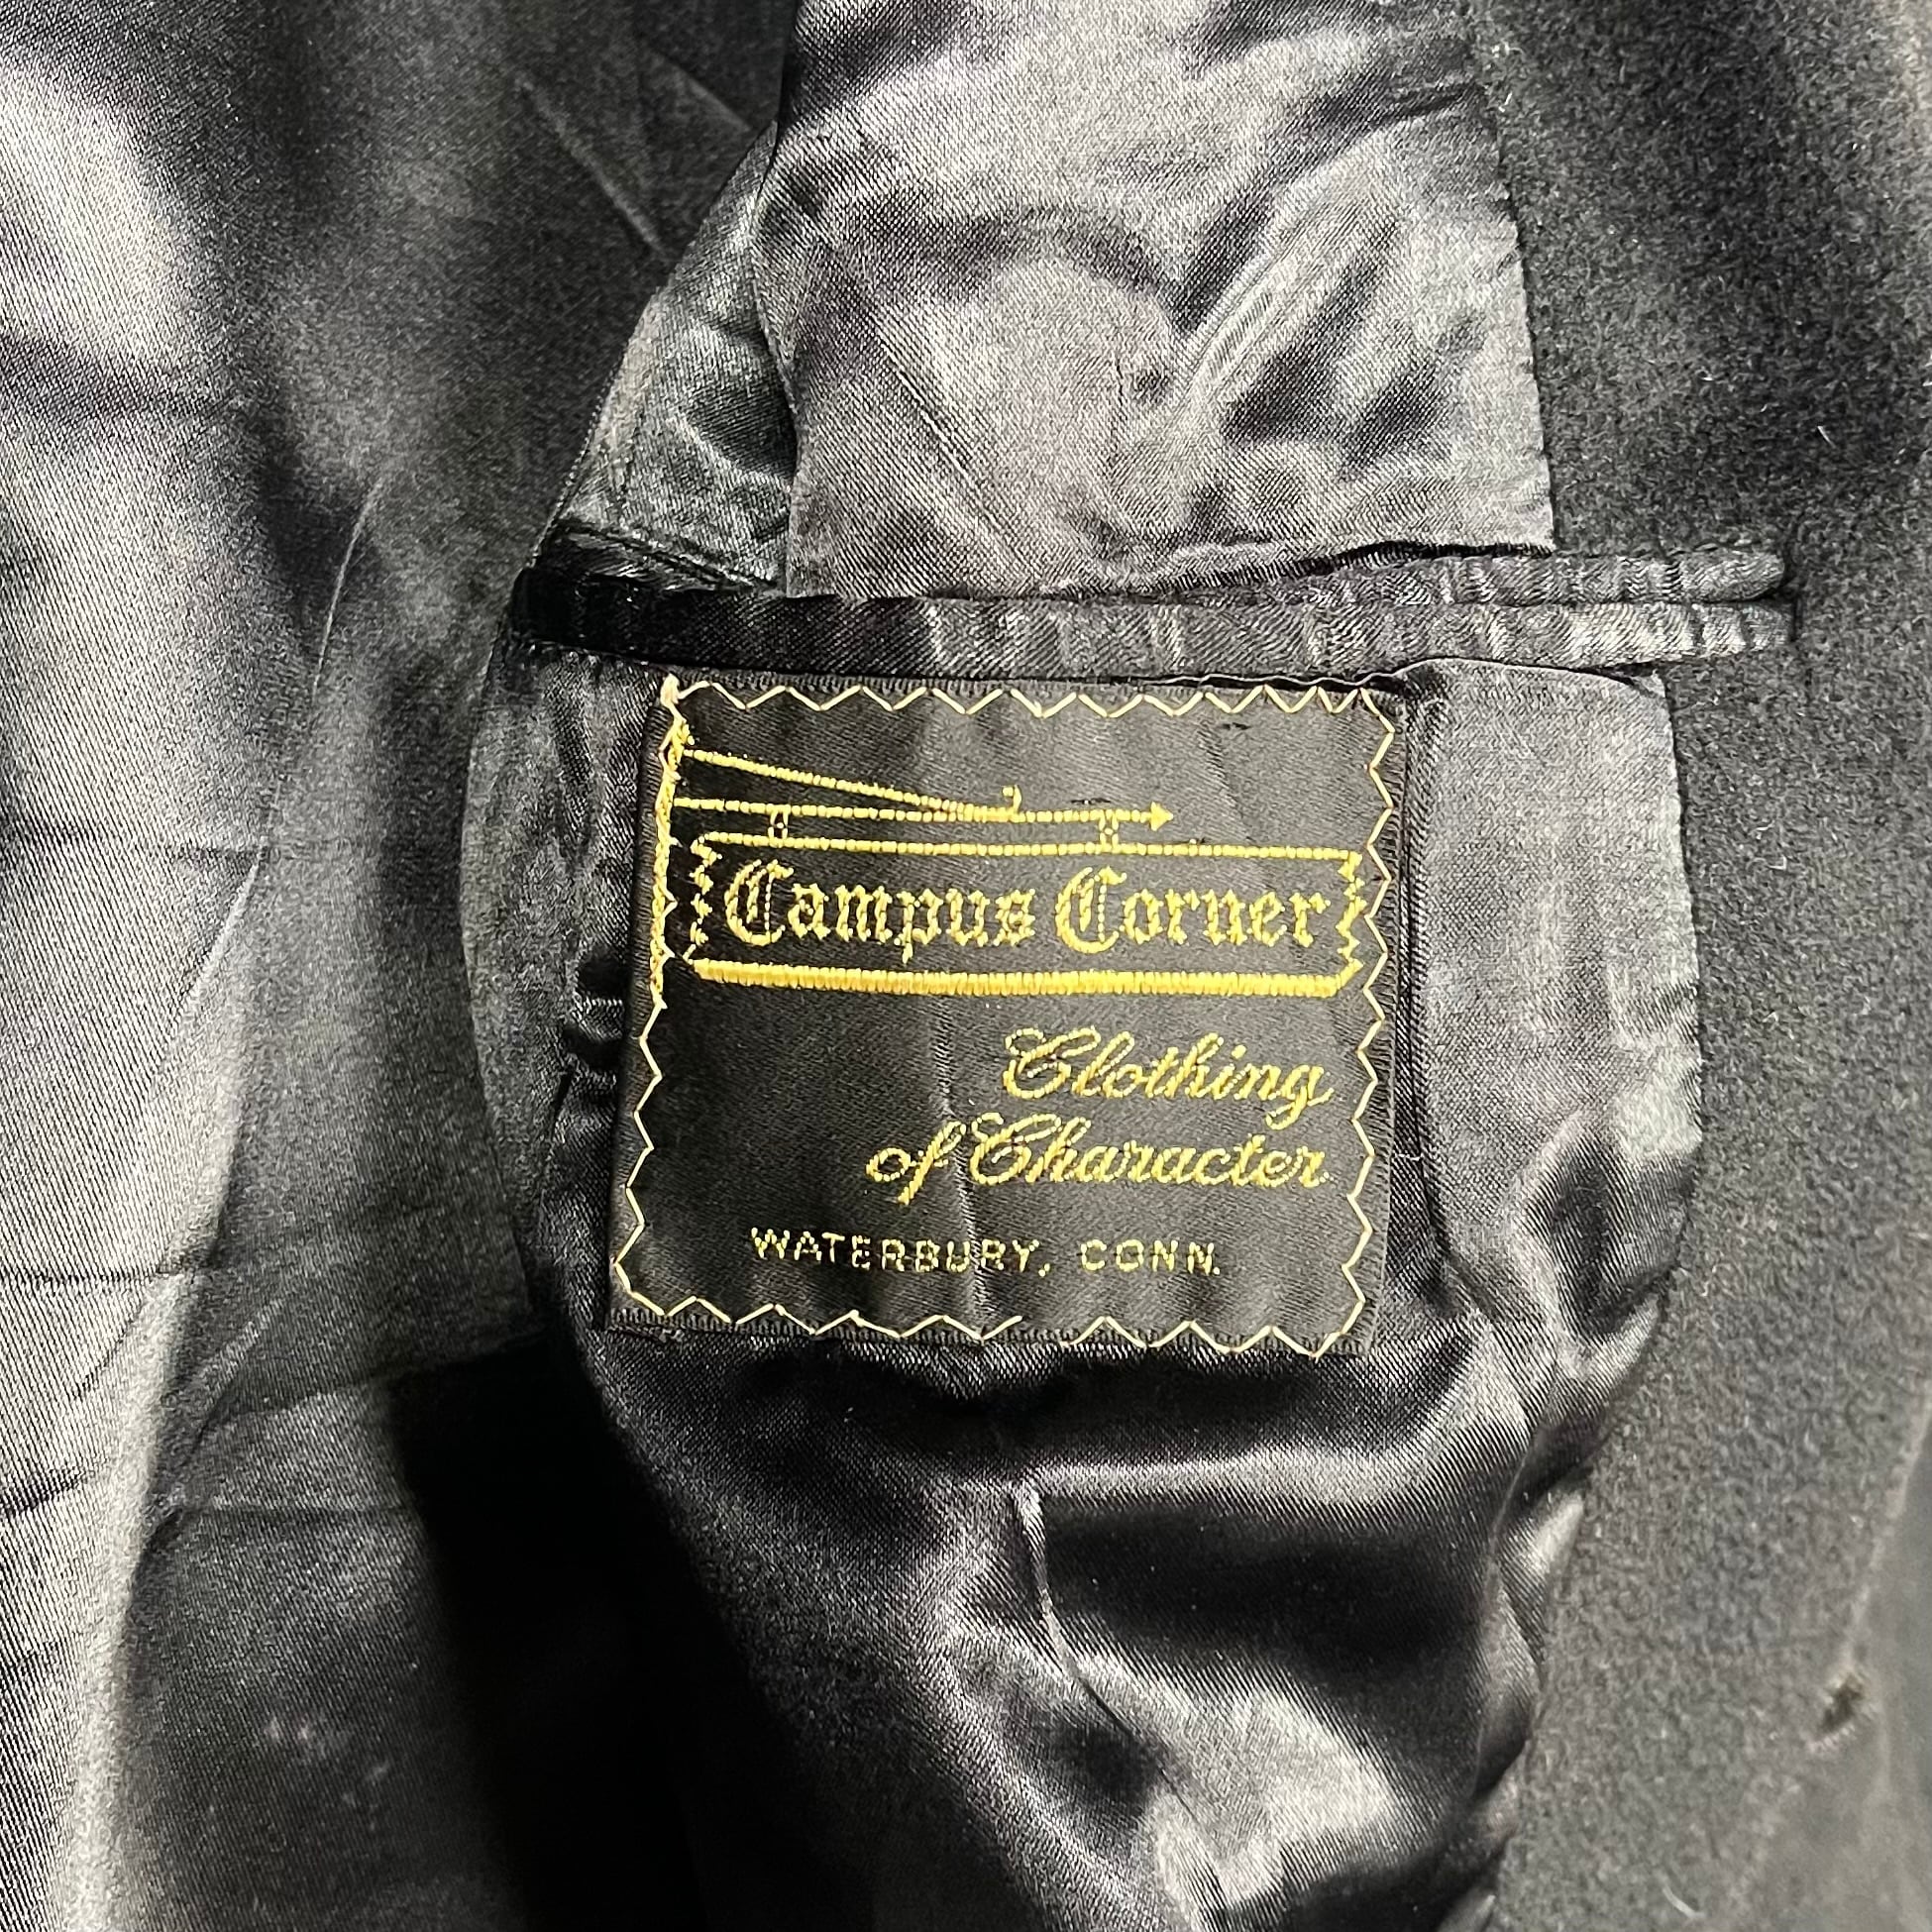 Campus Corner
Clothing
of Character
WATERBURY, CONN.